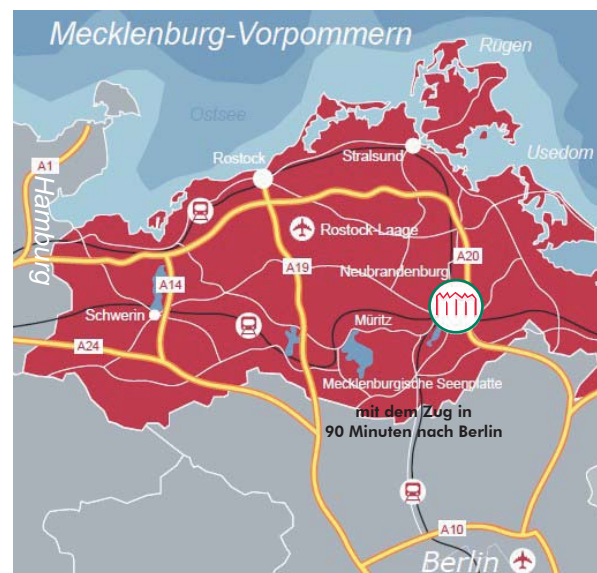 Mecklenburg-Vorpommern
Rügen
Ostsee
Usedom
A1
Rostock
Stralsund
Hamburg
Rostock-Laage
A20
A19
Neubrandenburg
A14
Schwerin
Müritz
A24
Mecklenburgische Seenplatte
mit dem Zug in
90 Minuten nach Berlin
A10
Berlin